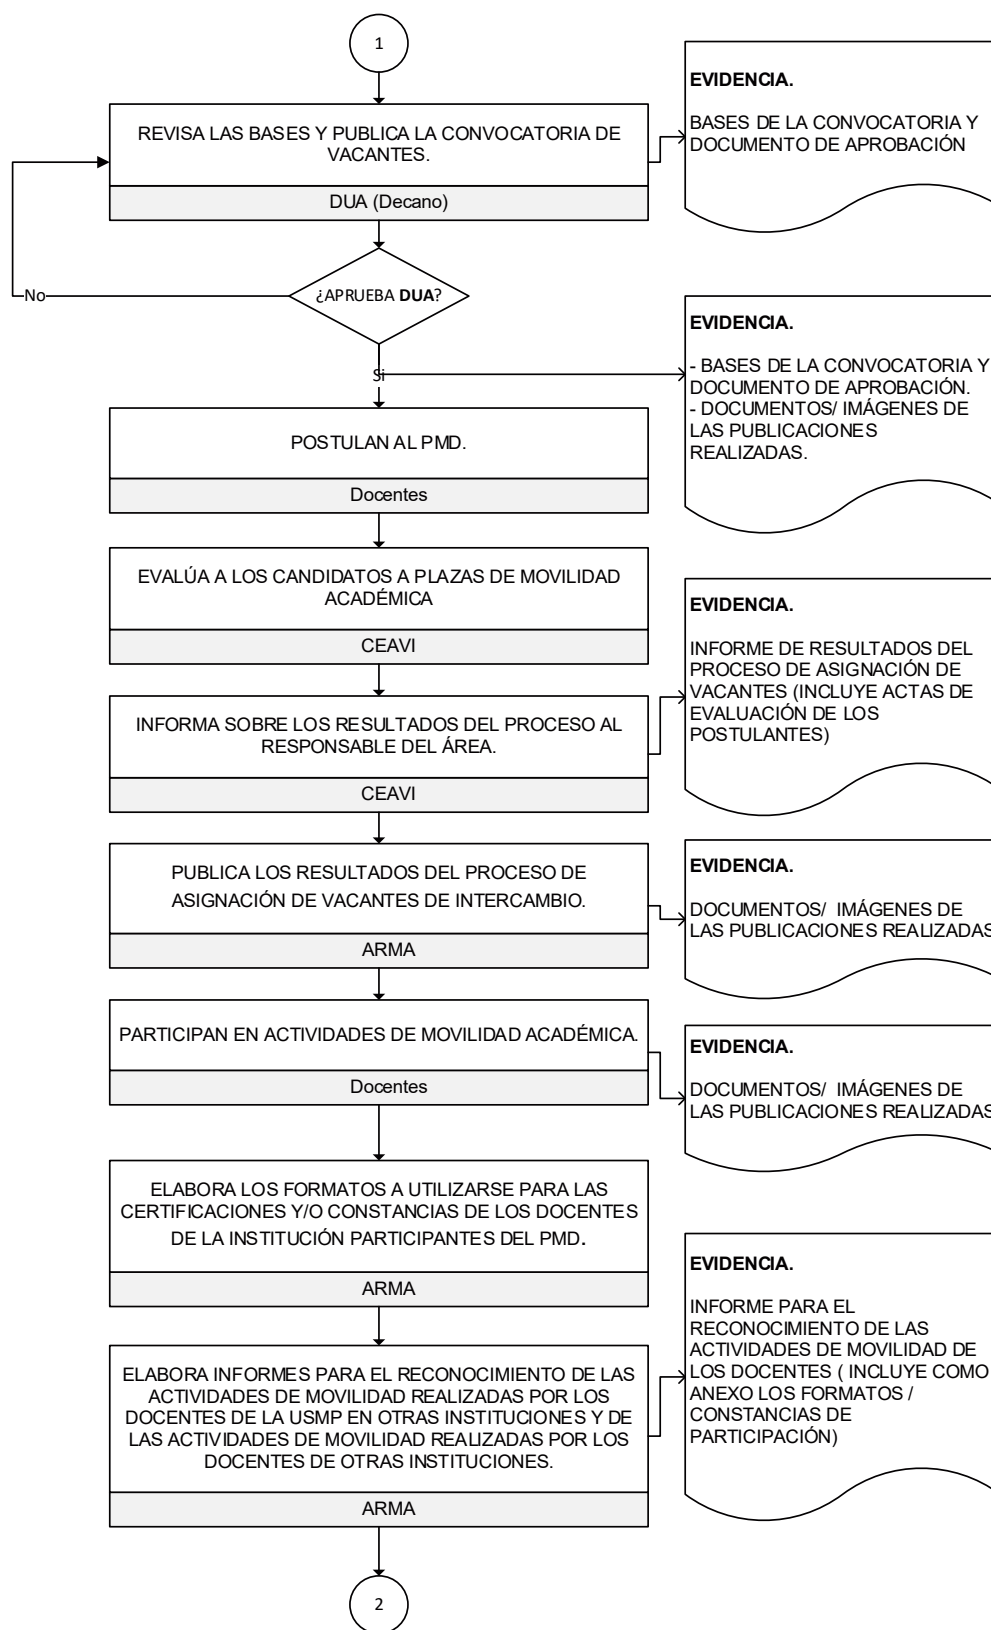 1
REVISA LAS BASES Y PUBLICA LA CONVOCATORIA DE
VACANTES.
DUA (Decano)
EVIDENCIA.
BASES DE LA CONVOCATORIA Y
DOCUMENTO DE APROBACIÓN
¿APRUEBA DUA?
No
Si
EVIDENCIA.
- BASES DE LA CONVOCATORIA Y
DOCUMENTO DE APROBACIÓN.
- DOCUMENTOS/ IMÁGENES DE
LAS PUBLICACIONES
REALIZADAS.
POSTULAN AL PMD.
Docentes
EVALÚA A LOS CANDIDATOS A PLAZAS DE MOVILIDAD
ACADÉMICA
CEAVI
INFORMA SOBRE LOS RESULTADOS DEL PROCESO AL
RESPONSABLE DEL ÁREA.
CEAVI
EVIDENCIA.
INFORME DE RESULTADOS DEL
PROCESO DE ASIGNACIÓN DE
VACANTES (INCLUYE ACTAS DE
EVALUACIÓN DE LOS
POSTULANTES)
PUBLICA LOS RESULTADOS DEL PROCESO DE
ASIGNACIÓN DE VACANTES DE INTERCAMBIO.
ARMA
EVIDENCIA.
DOCUMENTOS/ IMÁGENES DE
LAS PUBLICACIONES REALIZADAS
PARTICIPAN EN ACTIVIDADES DE MOVILIDAD ACADÉMICA.
Docentes
EVIDENCIA.
DOCUMENTOS/ IMÁGENES DE
LAS PUBLICACIONES REALIZADAS
ELABORA LOS FORMATOS A UTILIZARSE PARA LAS
CERTIFICACIONES Y/O CONSTANCIAS DE LOS DOCENTES
DE LA INSTITUCIÓN PARTICIPANTES DEL PMD.
ARMA
ELABORA INFORMES PARA EL RECONOCIMIENTO DE LAS
ACTIVIDADES DE MOVILIDAD REALIZADAS POR LOS
DOCENTES DE LA USMP EN OTRAS INSTITUCIONES Y DE
LAS ACTIVIDADES DE MOVILIDAD REALIZADAS POR LOS
DOCENTES DE OTRAS INSTITUCIONES.
ARMA
EVIDENCIA.
INFORME PARA EL
RECONOCIMIENTO DE LAS
ACTIVIDADES DE MOVILIDAD DE
LOS DOCENTES ( INCLUYE COMO
ANEXO LOS FORMATOS /
CONSTANCIAS DE
PARTICIPACIÓN)
2